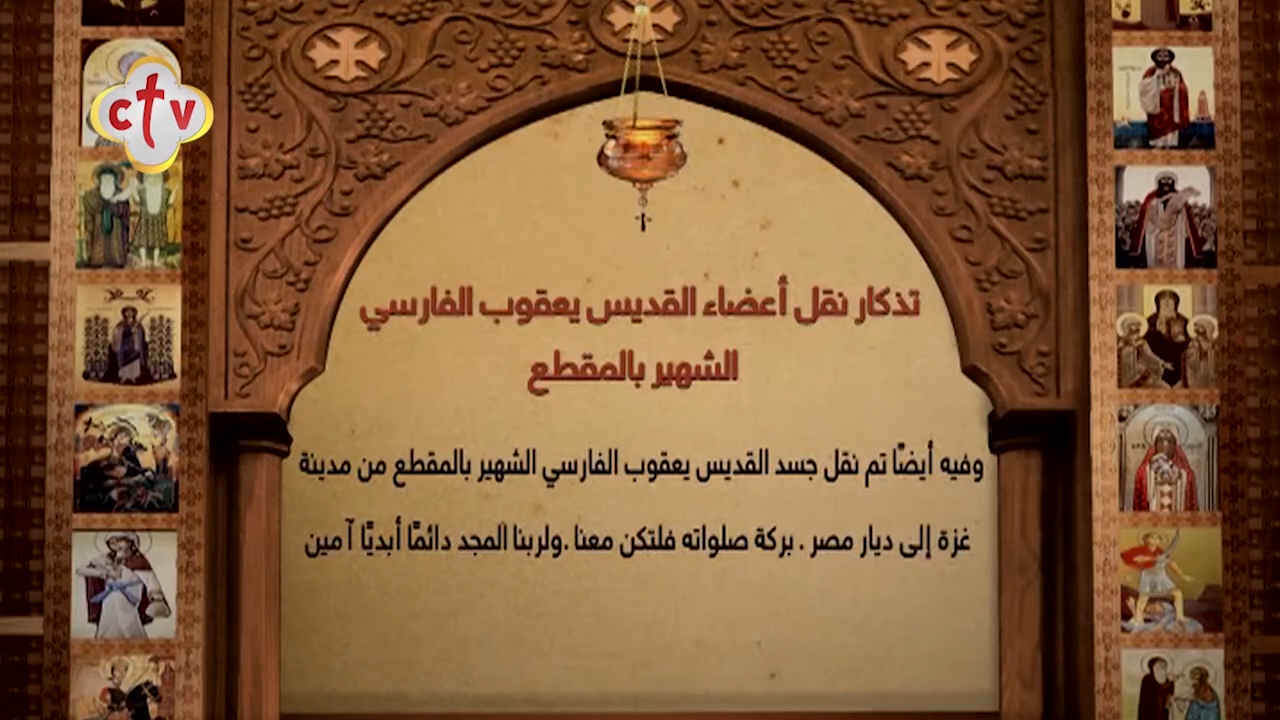 ctv
تذكار نقل أعضاء القديس يعقوب الفارسي
الشهير بالمقطع
وفيه أيضًا تم نقل جسد القديس يعقوب الفارسي الشهير بالمقطع من مدينة
غزة إلى ديار مصر . بركة صلواته فلتكن معنا .ولربنا المجد دائمًا أبديًا آمين